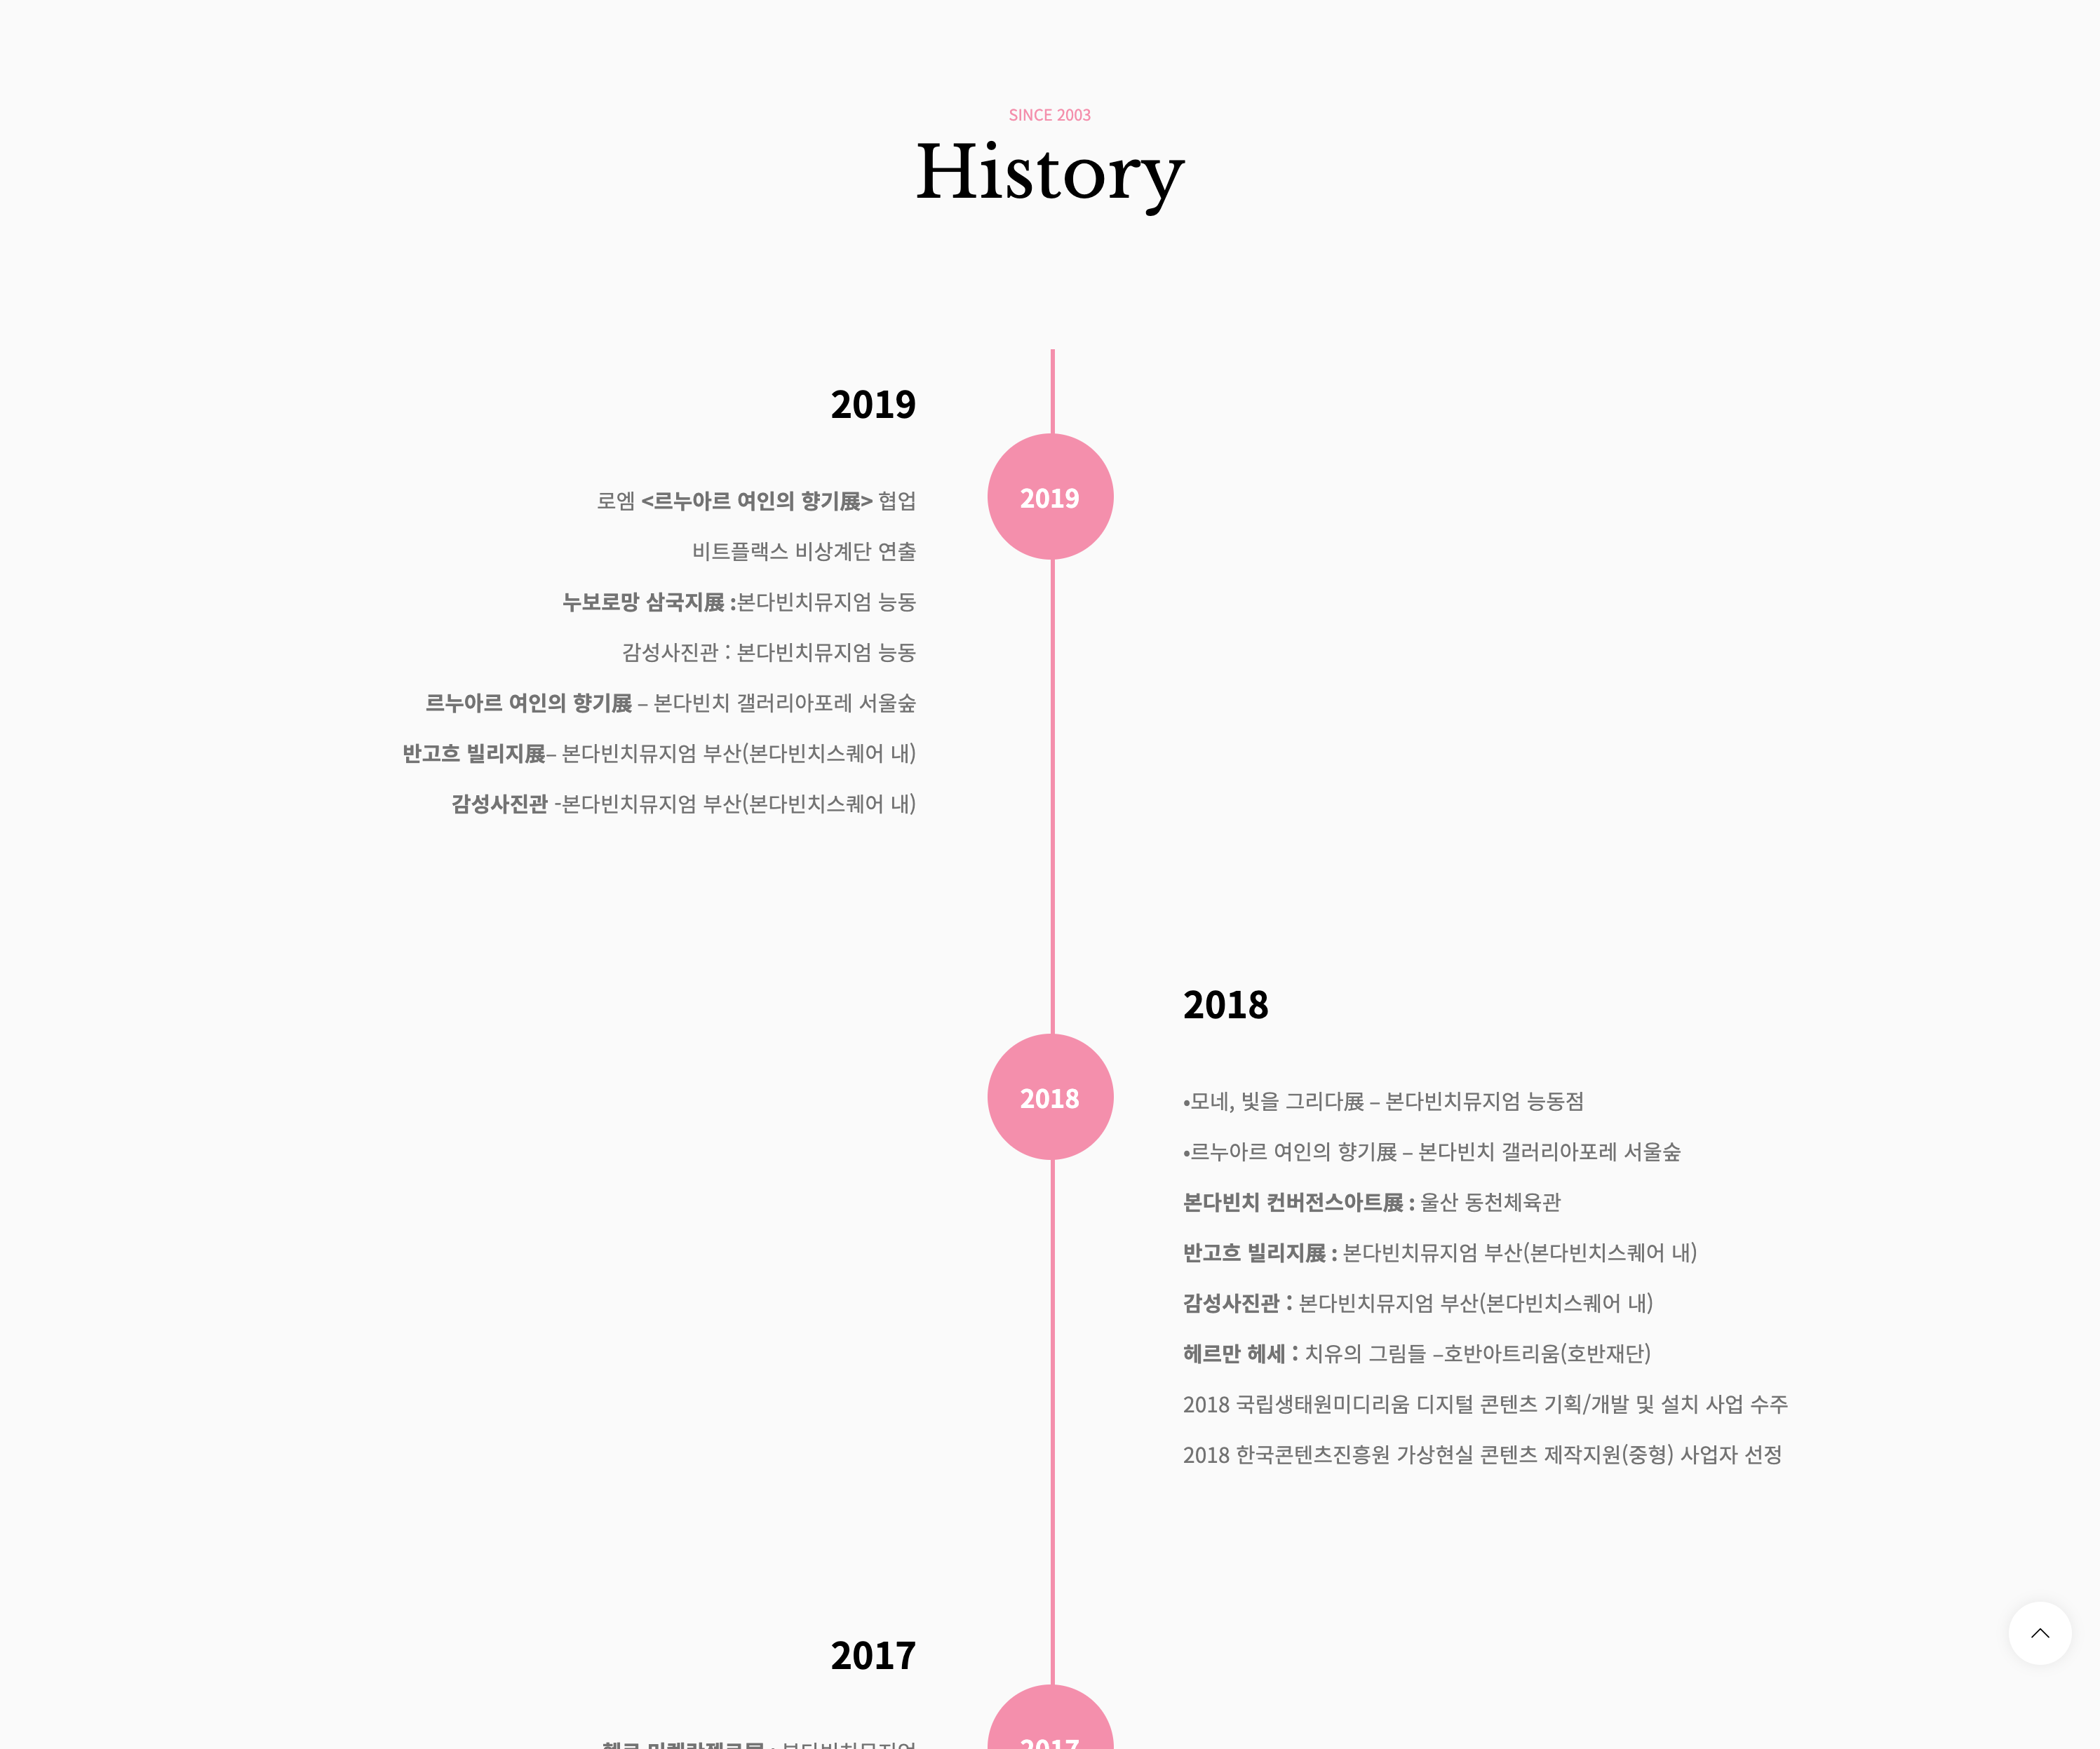 SINCE 2003
History
2019
2019
로엠 <르누아르 여인의 향기展> 협업
비트플랙스 비상계단 연출
누보로망 삼국지展 :본다빈치뮤지엄 능동
감성사진관 : 본다빈치뮤지엄 능동
르누아르 여인의 향기展 – 본다빈치 갤러리아포레 서울숲
반고흐 빌리지展– 본다빈치뮤지엄 부산(본다빈치스퀘어 내)
감성사진관 -본다빈치뮤지엄 부산(본다빈치스퀘어 내)
2018
2018
•모네, 빛을 그리다展 – 본다빈치뮤지엄 능동점
•르누아르 여인의 향기展 – 본다빈치 갤러리아포레 서울숲
본다빈치 컨버전스아트展 : 울산 동천체육관
반고흐 빌리지展 : 본다빈치뮤지엄 부산(본다빈치스퀘어 내)
감성사진관 : 본다빈치뮤지엄 부산(본다빈치스퀘어 내)
헤르만 헤세 : 치유의 그림들 –호반아트리움(호반재단)
2018 국립생태원미디리움 디지털 콘텐츠 기획/개발 및 설치 사업 수주
2018 한국콘텐츠진흥원 가상현실 콘텐츠 제작지원(중형) 사업자 선정
2017
2017